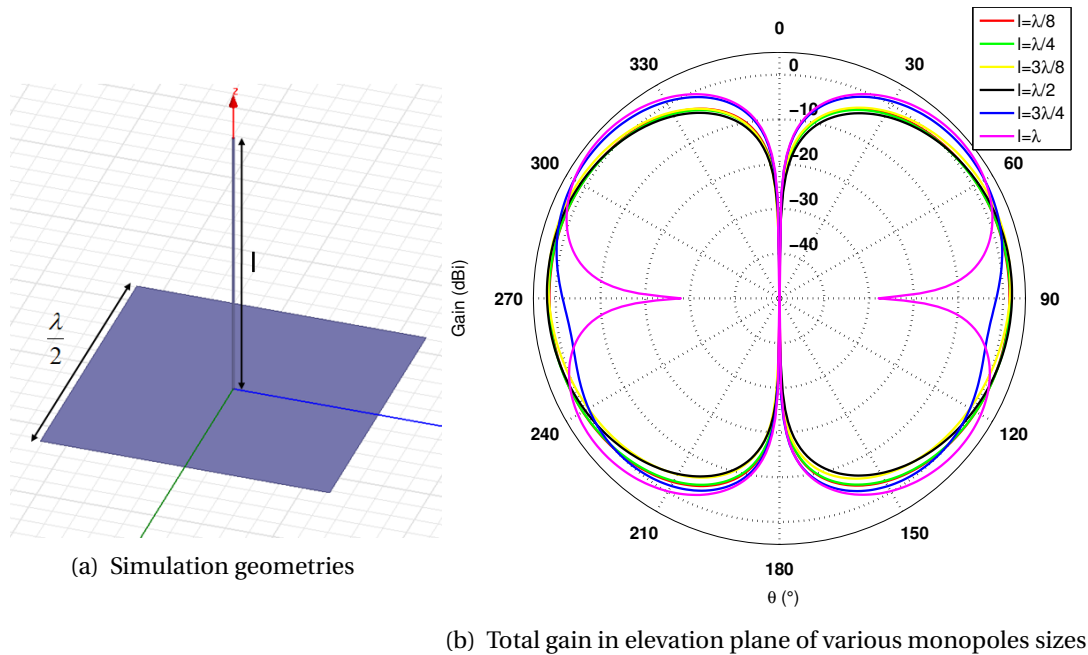 z
l
λ
2
(a) Simulation geometries
0
30
60
90
120
150
180
210
240
270
300
330
0
−10
−20
−30
−40
Gain (dBi)
θ (°)
l=λ/8
l=λ/4
l=3λ/8
l=λ/2
l=3λ/4
l=λ
(b) Total gain in elevation plane of various monopoles sizes